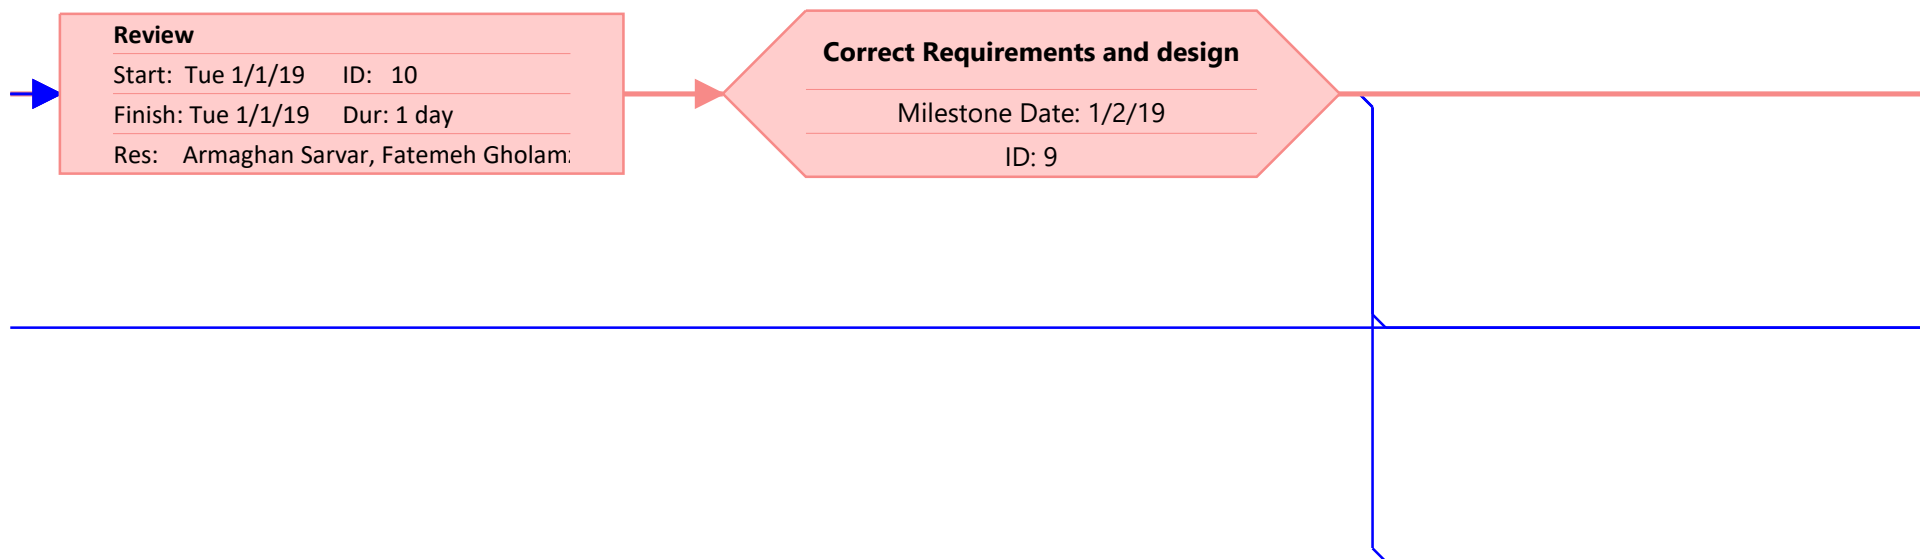 Review
Start: Tue 1/1/19 ID: 10
Finish: Tue 1/1/19 Dur: 1 day
Res: Armaghan Sarvar, Fatemeh
Correct Requirements and design
Milestone Date: 1/2/19
ID: 9